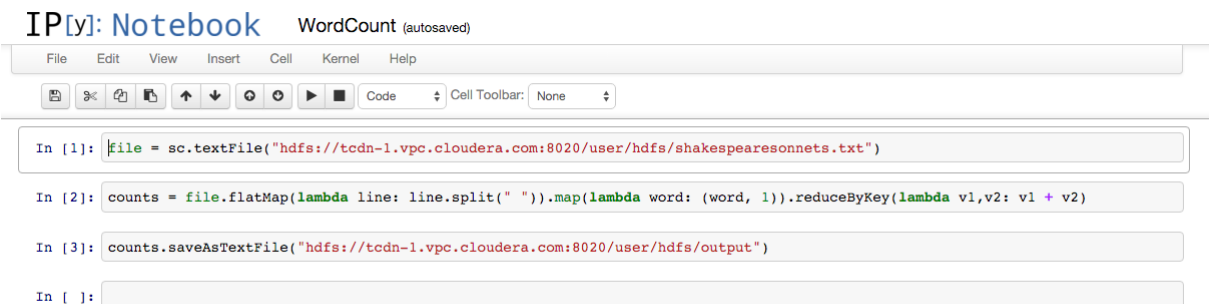 IP[y]: Notebook WordCount (autosaved)
File Edit View Insert Cell Kernel Help
Code Cell Toolbar: None
In [1]: file = sc.textFile("hdfs://tcdn-1.vpc.cloudera.com:8020/user/hdfs/shakespearesonnets.txt")
In [2]: counts = file.flatMap(lambda line: line.split(" ")).map(lambda word: (word, 1)).reduceByKey(lambda v1,v2: v1 + v2)
In [3]: counts.saveAsTextFile("hdfs://tcdn-1.vpc.cloudera.com:8020/user/hdfs/output")
In [ ]: